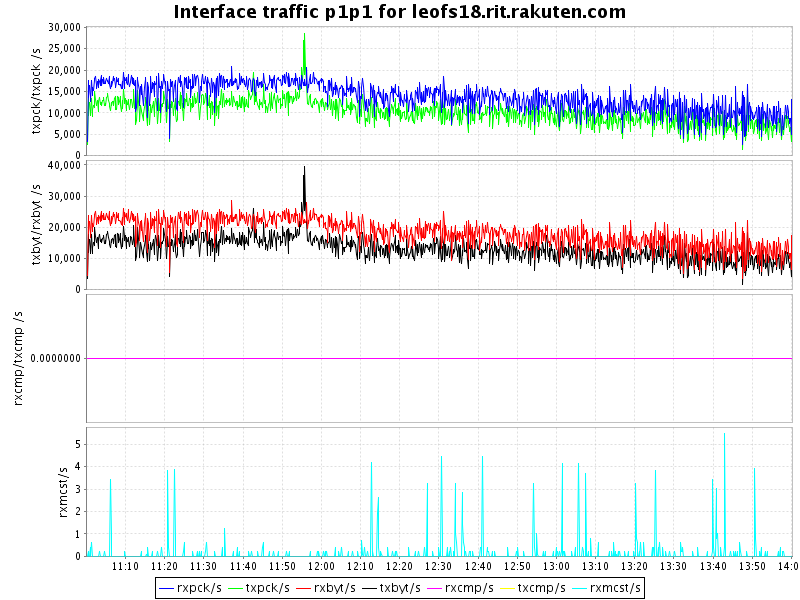 Interface traffic p1p1 for leofs18.rit.rakuten.com
txpck/rxpck /s
30,000
25,000
20,000
15,000
10,000
5,000
0
txbyt/rxbyt /s
40,000
30,000
20,000
10,000
0
rxcmp/txcmp /s
0.0000000
rxmcst/s
5
4
3
2
1
0
11:10 11:20 11:30 11:40 11:50 12:00 12:10 12:20 12:30 12:40 12:50 13:00 13:10 13:20 13:30 13:40 13:50 14:0
rxpck/s txpck/s rxbyt/s txbyt/s rxcmp/s txcmp/s rxmcst/s